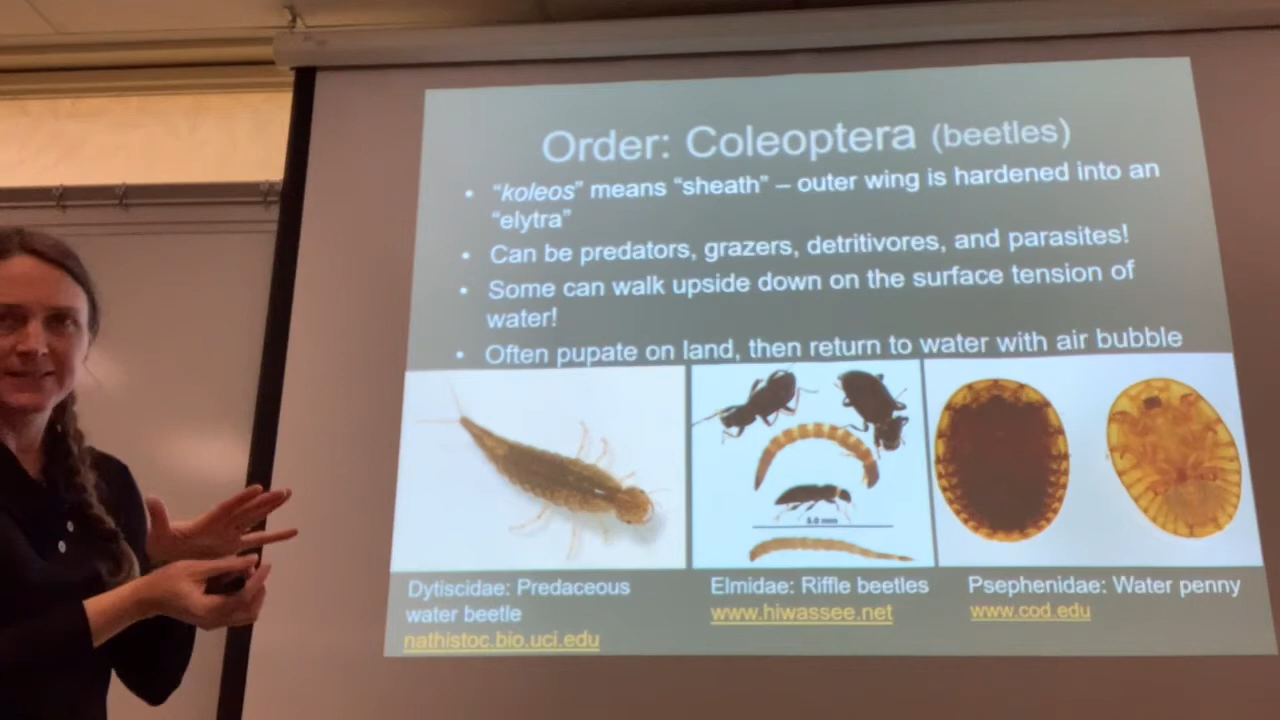 Order: Coleoptera (beetles)
• “koleos” means “sheath” – outer wing is hardened into an
“elytra”
• Can be predators, grazers, detritivores, and parasites!
• Some can walk upside down on the surface tension of
water!
• Often pupate on land, then return to water with air bubble
5.0 mm
Dytiscidae: Predaceous
water beetle
nathistoc.bio.uci.edu
Elmidae: Riffle beetles
www.hiwassee.net
Psephenidae: Water penny
www.cod.edu